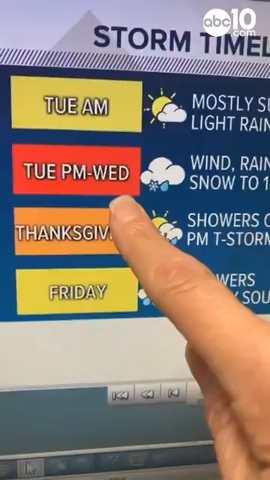 abc10
.com
STORM TIMEL
TUE AM
MOSTLY S
LIGHT RAIN
TUE PM-WED
WIND, RAIN
SNOW TO 1
THANKSGIV
SHOWERS
PM T-STORM
FRIDAY
WERS
SOU